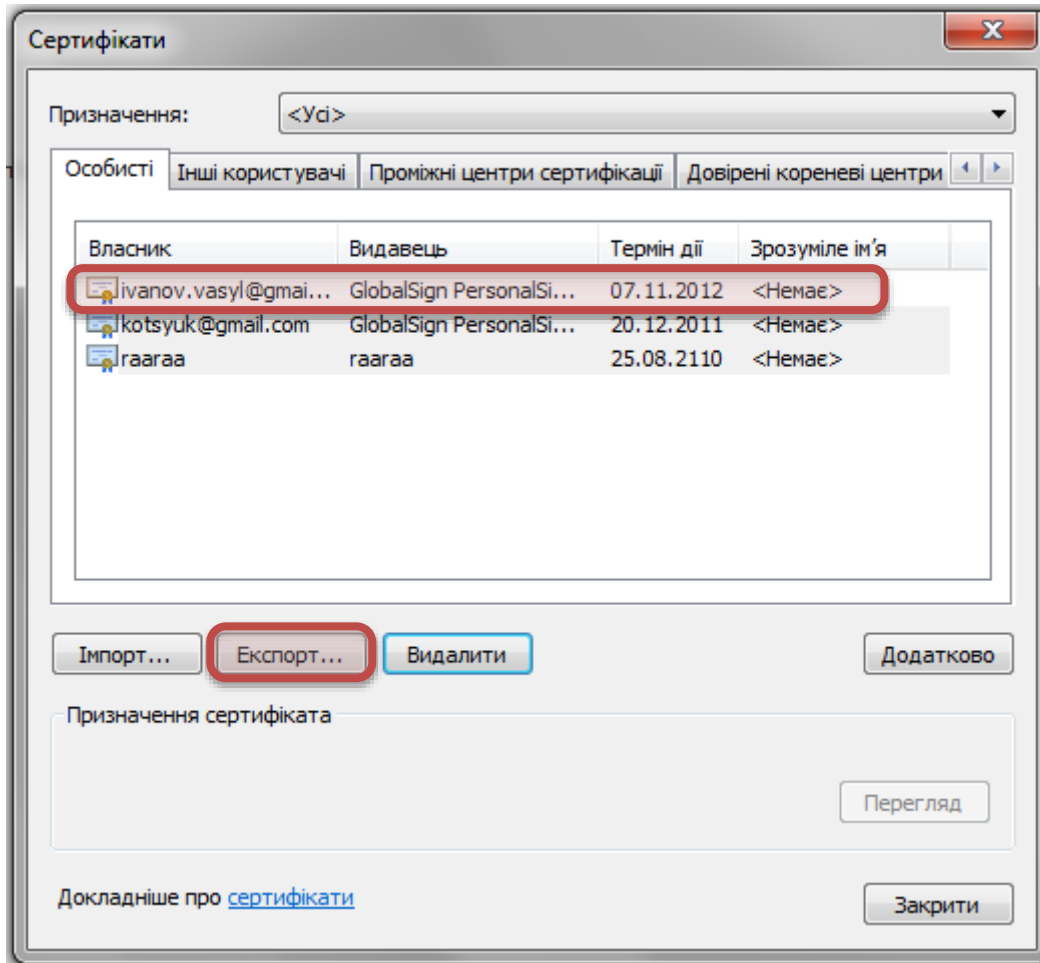 Сертифікати
Призначення: <Усі>
Особисті Інші користувачі Проміжні центри сертифікації Довірені кореневі центри
Власник Видавець Термін дії Зрозуміле ім'я
ivanov.vasyl@gmai... GlobalSign PersonalSi... 07.11.2012 <Немає>
kotsyuk@gmail.com GlobalSign PersonalSi... 20.12.2011 <Немає>
raaraa raaraa 25.08.2110 <Немає>
Імпорт... Експорт... Видалити Додатково
Призначення сертифіката
Перегляд
Докладніше про сертифікати
Закрити